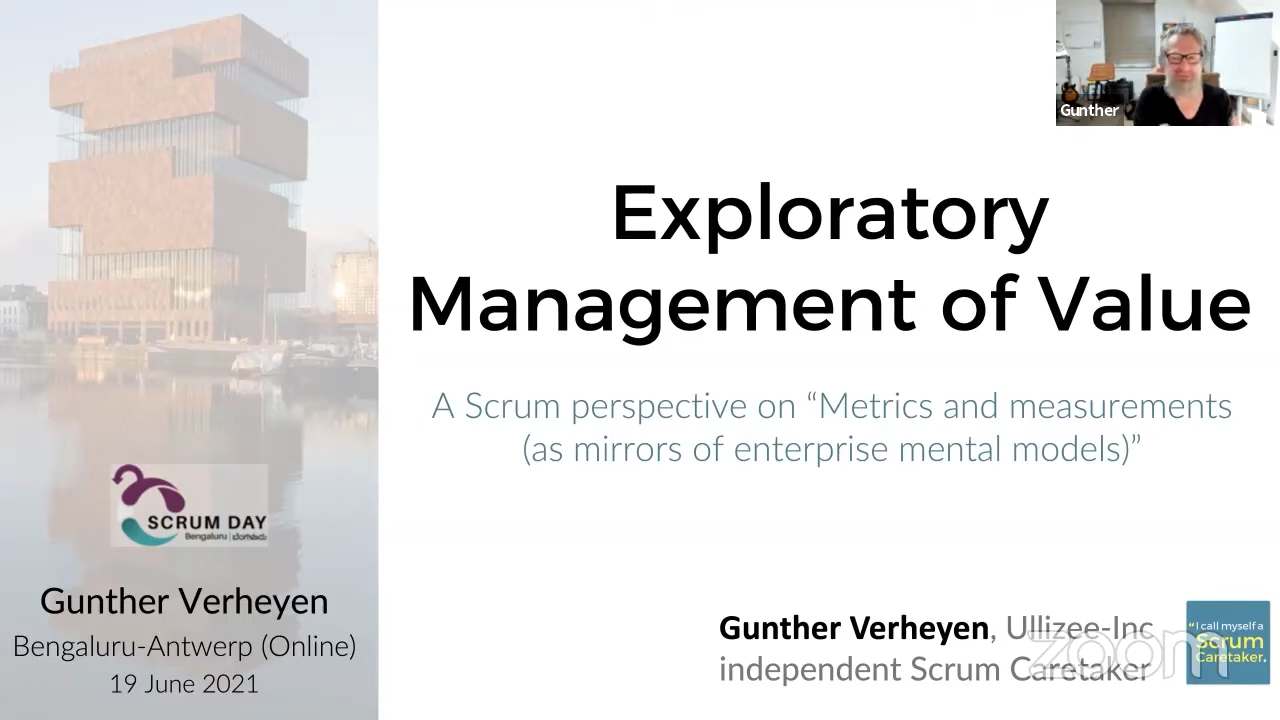 Gunther
Exploratory
Management of Value
A Scrum perspective on “Metrics and measurements
(as mirrors of enterprise mental models)”
SCRUM DAY
Bengaluru | ಬೆಂಗಳೂರು
Gunther Verheyen
Bengaluru-Antwerp (Online)
19 June 2021
Gunther Verheyen, Ullizee-Inc
independent Scrum Caretaker
zoom
“I call myself a
Scrum
Caretaker.